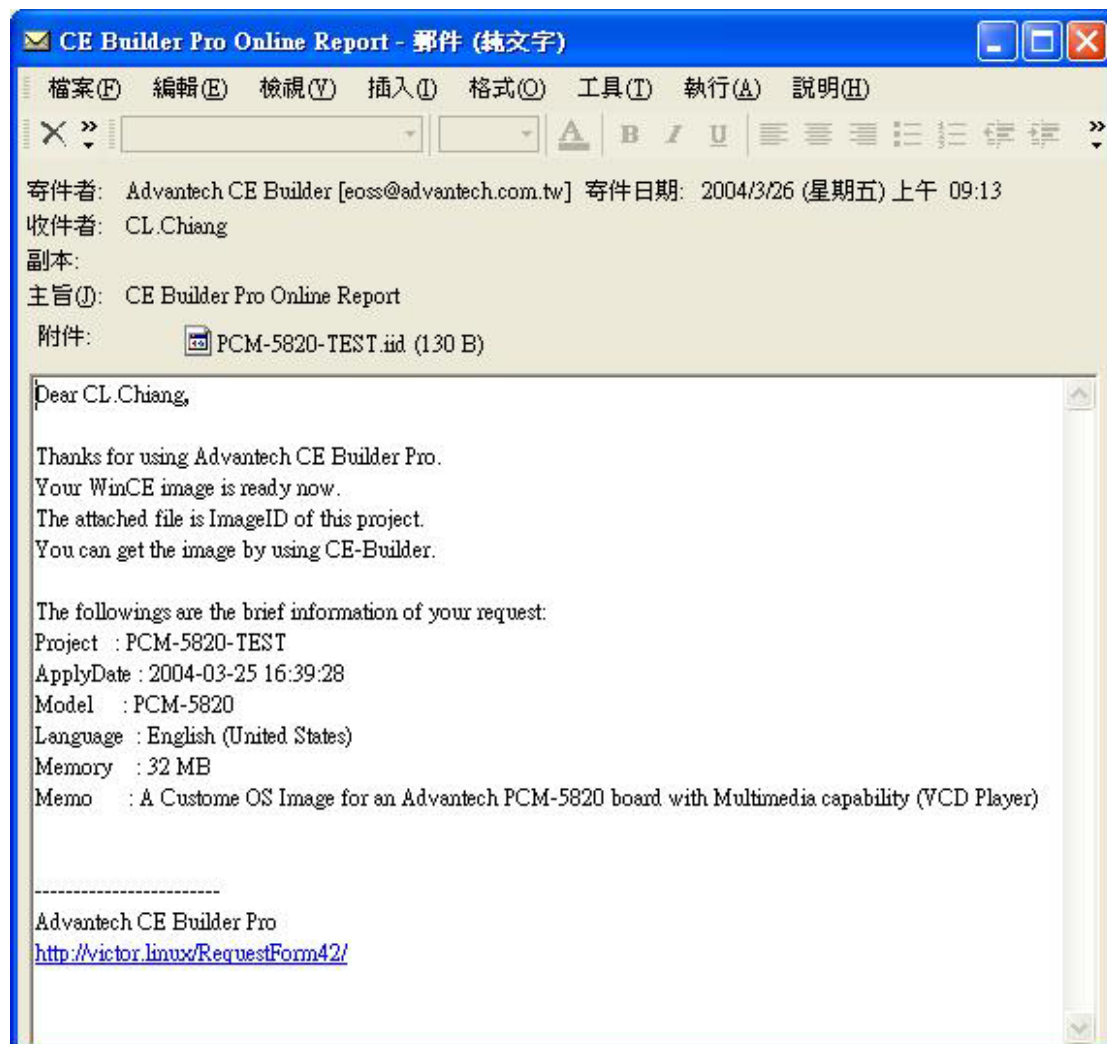 CE Builder Pro Online Report - 郵件 (純文字)
檔案(F) 編輯(E) 檢視(V) 插入(I) 格式(O) 工具(T) 執行(A) 說明(H)
A B I U
寄件者: Advantech CE Builder [eoss@advantech.com.tw] 寄件日期: 2004/3/26 (星期五) 上午 09:13
收件者: CL.Chiang
副本:
主旨(J): CE Builder Pro Online Report
附件: PCM-5820-TEST.iid (130 B)
Dear CL.Chiang,
Thanks for using Advantech CE Builder Pro.
Your WinCE image is ready now.
The attached file is ImageID of this project.
You can get the image by using CE-Builder.
The followings are the brief information of your request:
Project : PCM-5820-TEST
ApplyDate : 2004-03-25 16:39:28
Model : PCM-5820
Language : English (United States)
Memory : 32 MB
Memo : A Custome OS Image for an Advantech PCM-5820 board with Multimedia capability (VCD Player)
------------------------
Advantech CE Builder Pro
http://victor.linux/RequestForm42/